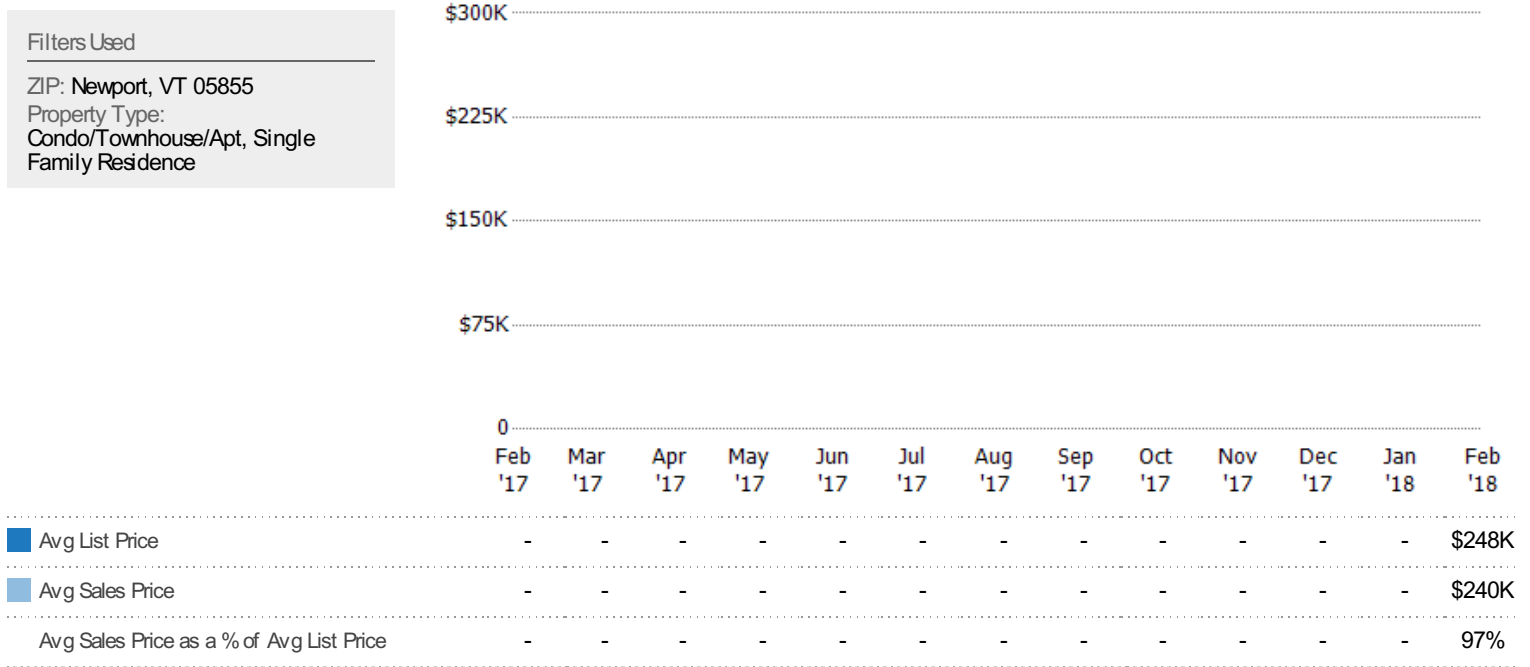 Filters Used
ZIP: Newport, VT 05855
Property Type:
Condo/Townhouse/Apt, Single
Family Residence
$300K
$225K
$150K
$75K
0
Feb Mar Apr May Jun Jul Aug Sep Oct Nov Dec Jan Feb
'17 '17 '17 '17 '17 '17 '17 '17 '17 '17 '17 '18 '18
Avg List Price - - - - - - - - - - - - $248K
Avg Sales Price - - - - - - - - - - - - $240K
Avg Sales Price as a % of Avg List Price - - - - - - - - - - - - 97%